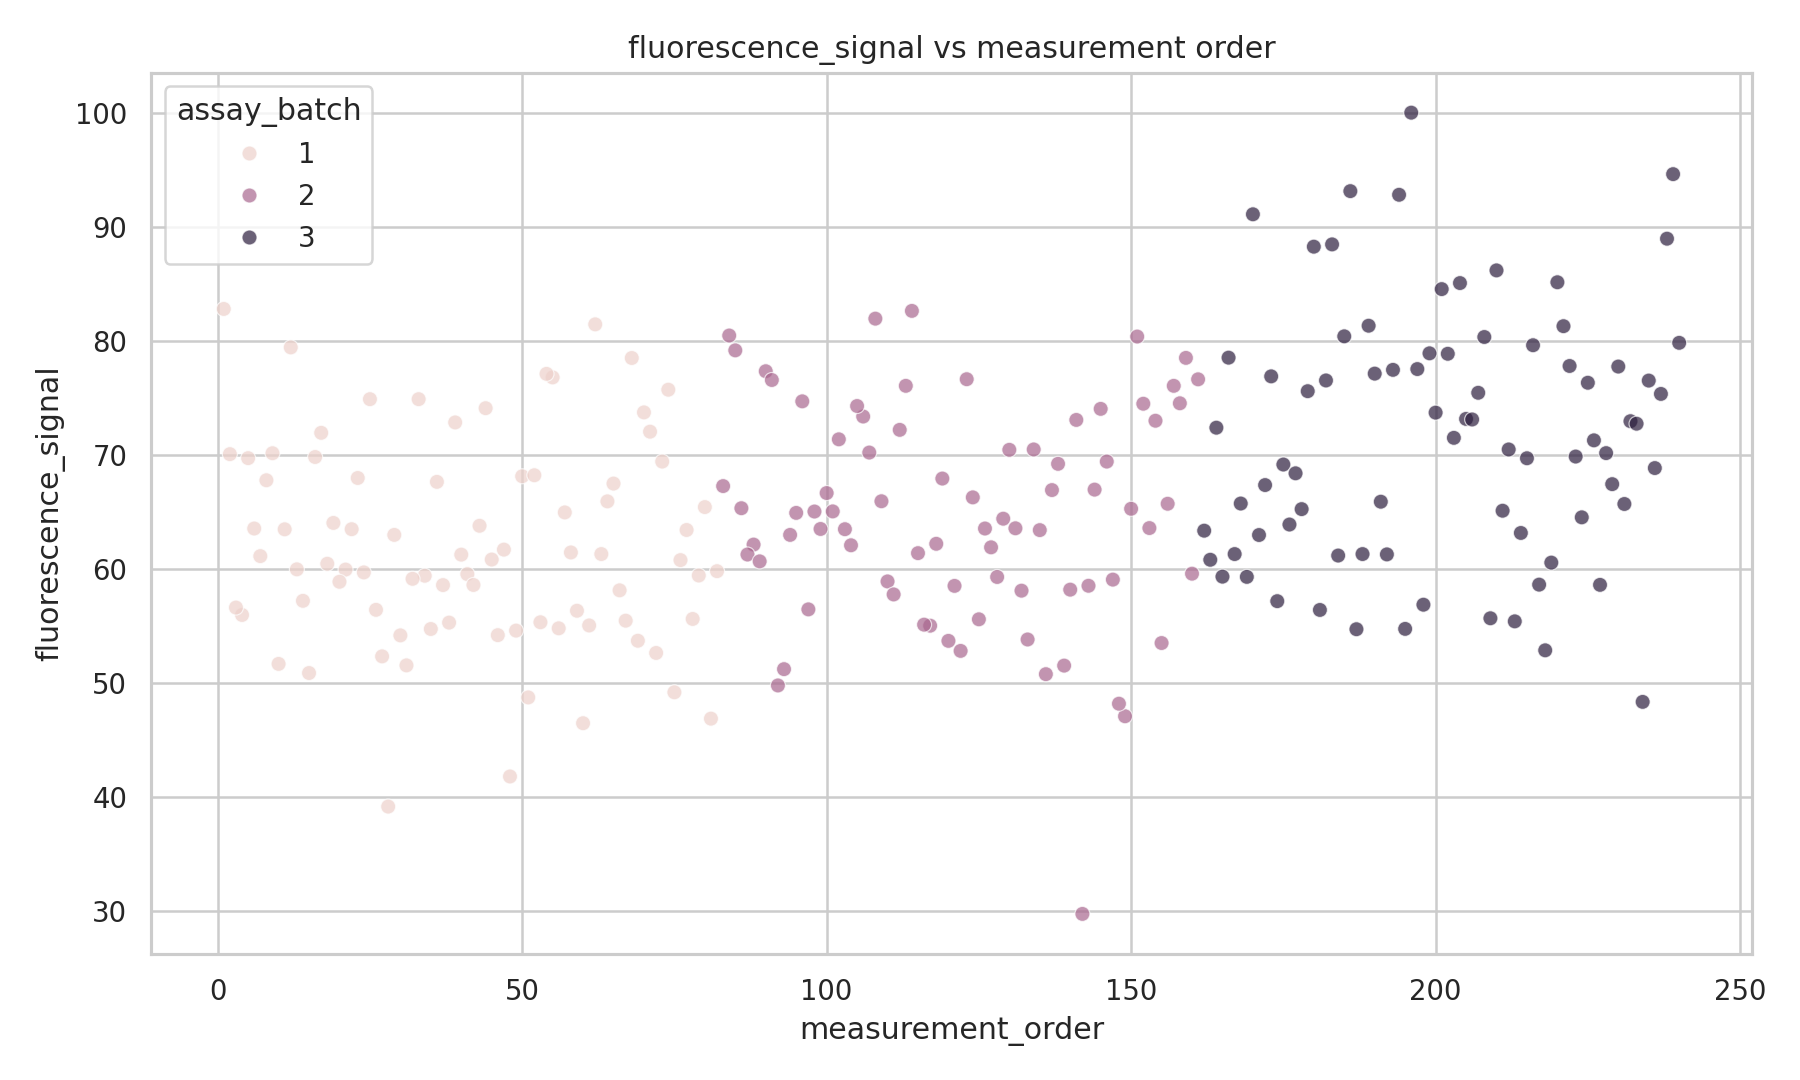 fluorescence_signal vs measurement order
assay_batch
1
2
3
100
90
80
70
60
50
40
30
fluorescence_signal
0 50 100 150 200 250
measurement_order